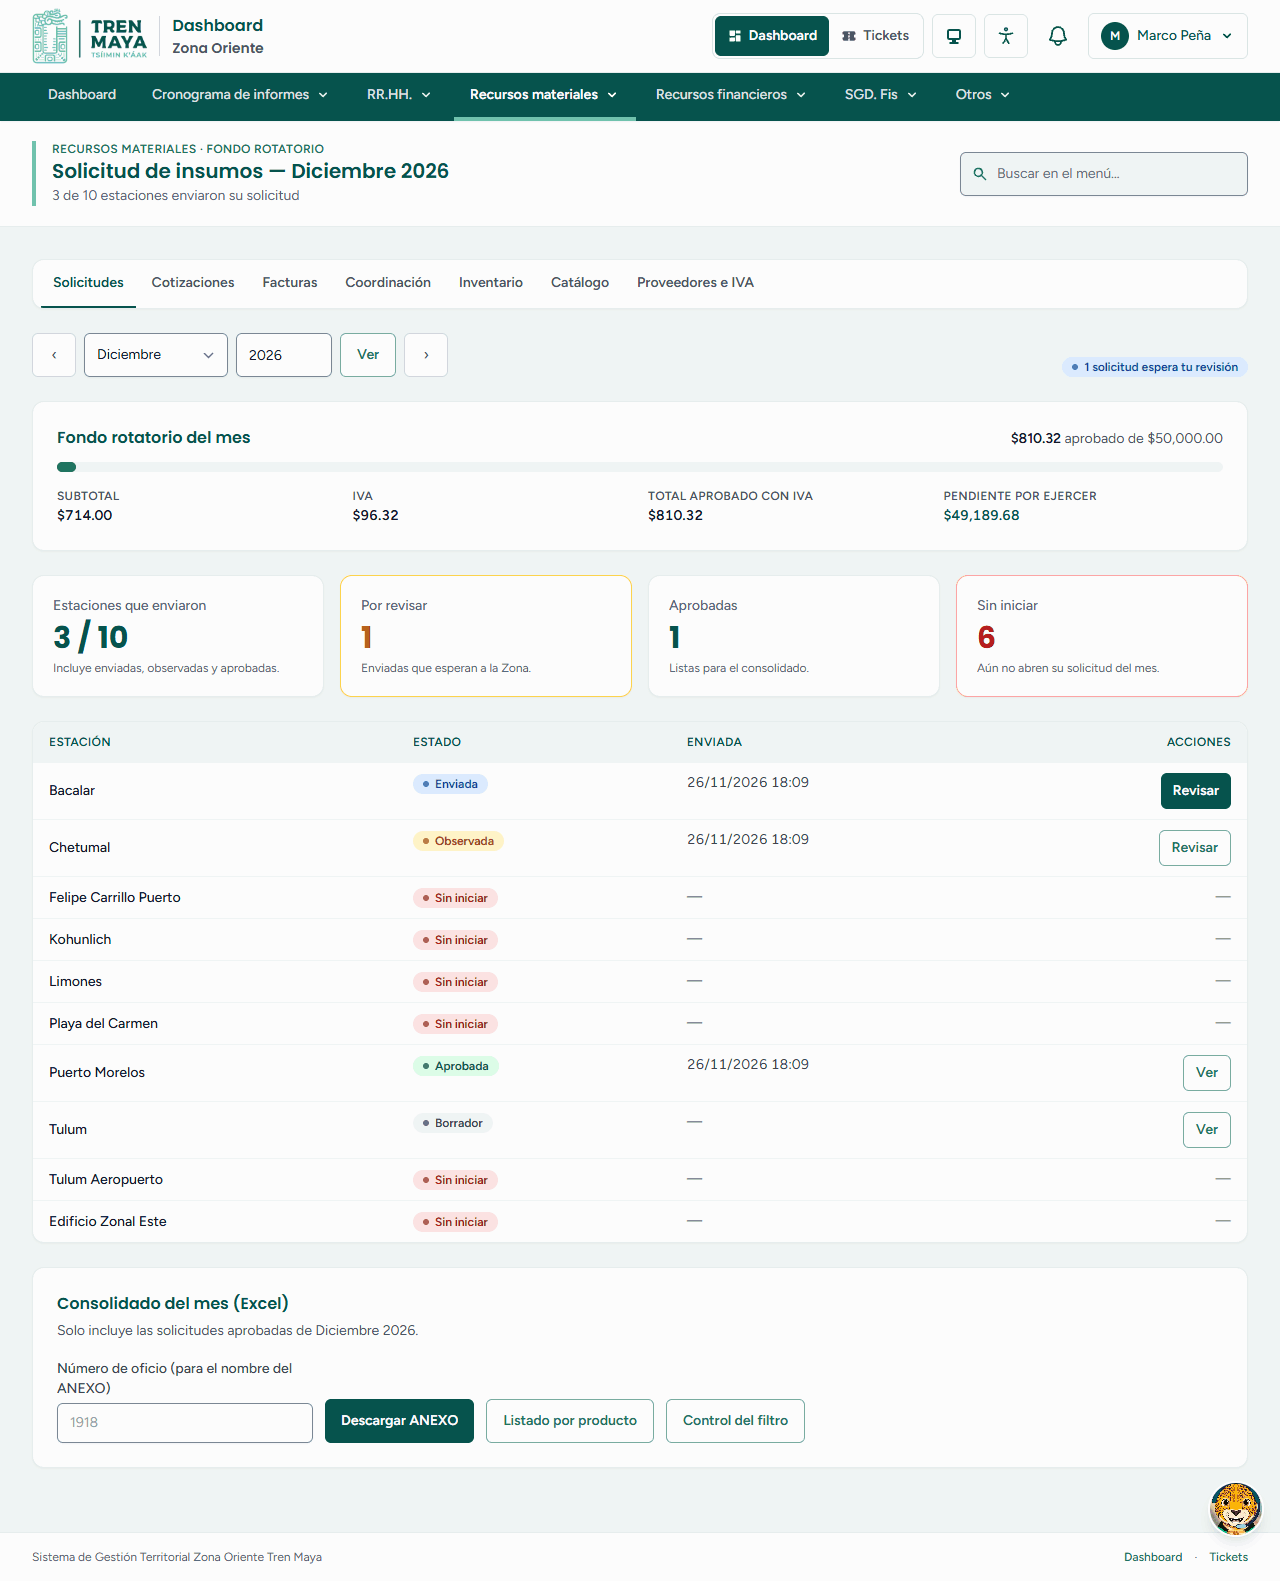 TREN
MAYA
TSÍIMIN K'ÁAK
Dashboard
Zona Oriente
Dashboard
Tickets
M
Marco Peña
Dashboard
Cronograma de informes
RR.HH.
Recursos materiales
Recursos financieros
SGD. Fis
Otros
RECURSOS MATERIALES · FONDO ROTATORIO
Solicitud de insumos — Diciembre 2026
3 de 10 estaciones enviaron su solicitud
Buscar en el menú...
Solicitudes
Cotizaciones
Facturas
Coordinación
Inventario
Catálogo
Proveedores e IVA
‹
Diciembre
2026
Ver
›
1 solicitud espera tu revisión
Fondo rotatorio del mes
$810.32 aprobado de $50,000.00
SUBTOTAL
$714.00
IVA
$96.32
TOTAL APROBADO CON IVA
$810.32
PENDIENTE POR EJERCER
$49,189.68
Estaciones que enviaron
3 / 10
Incluye enviadas, observadas y aprobadas.
Por revisar
1
Enviadas que esperan a la Zona.
Aprobadas
1
Listas para el consolidado.
Sin iniciar
6
Aún no abren su solicitud del mes.
ESTACIÓN ESTADO ENVIADA ACCIONES
Bacalar Enviada 26/11/2026 18:09 Revisar
Chetumal Observada 26/11/2026 18:09 Revisar
Felipe Carrillo Puerto Sin iniciar — —
Kohunlich Sin iniciar — —
Limones Sin iniciar — —
Playa del Carmen Sin iniciar — —
Puerto Morelos Aprobada 26/11/2026 18:09 Ver
Tulum Borrador — Ver
Tulum Aeropuerto Sin iniciar — —
Edificio Zonal Este Sin iniciar — —
Consolidado del mes (Excel)
Solo incluye las solicitudes aprobadas de Diciembre 2026.
Número de oficio (para el nombre del
ANEXO)
1918
Descargar ANEXO
Listado por producto
Control del filtro
Sistema de Gestión Territorial Zona Oriente Tren Maya
Dashboard · Tickets